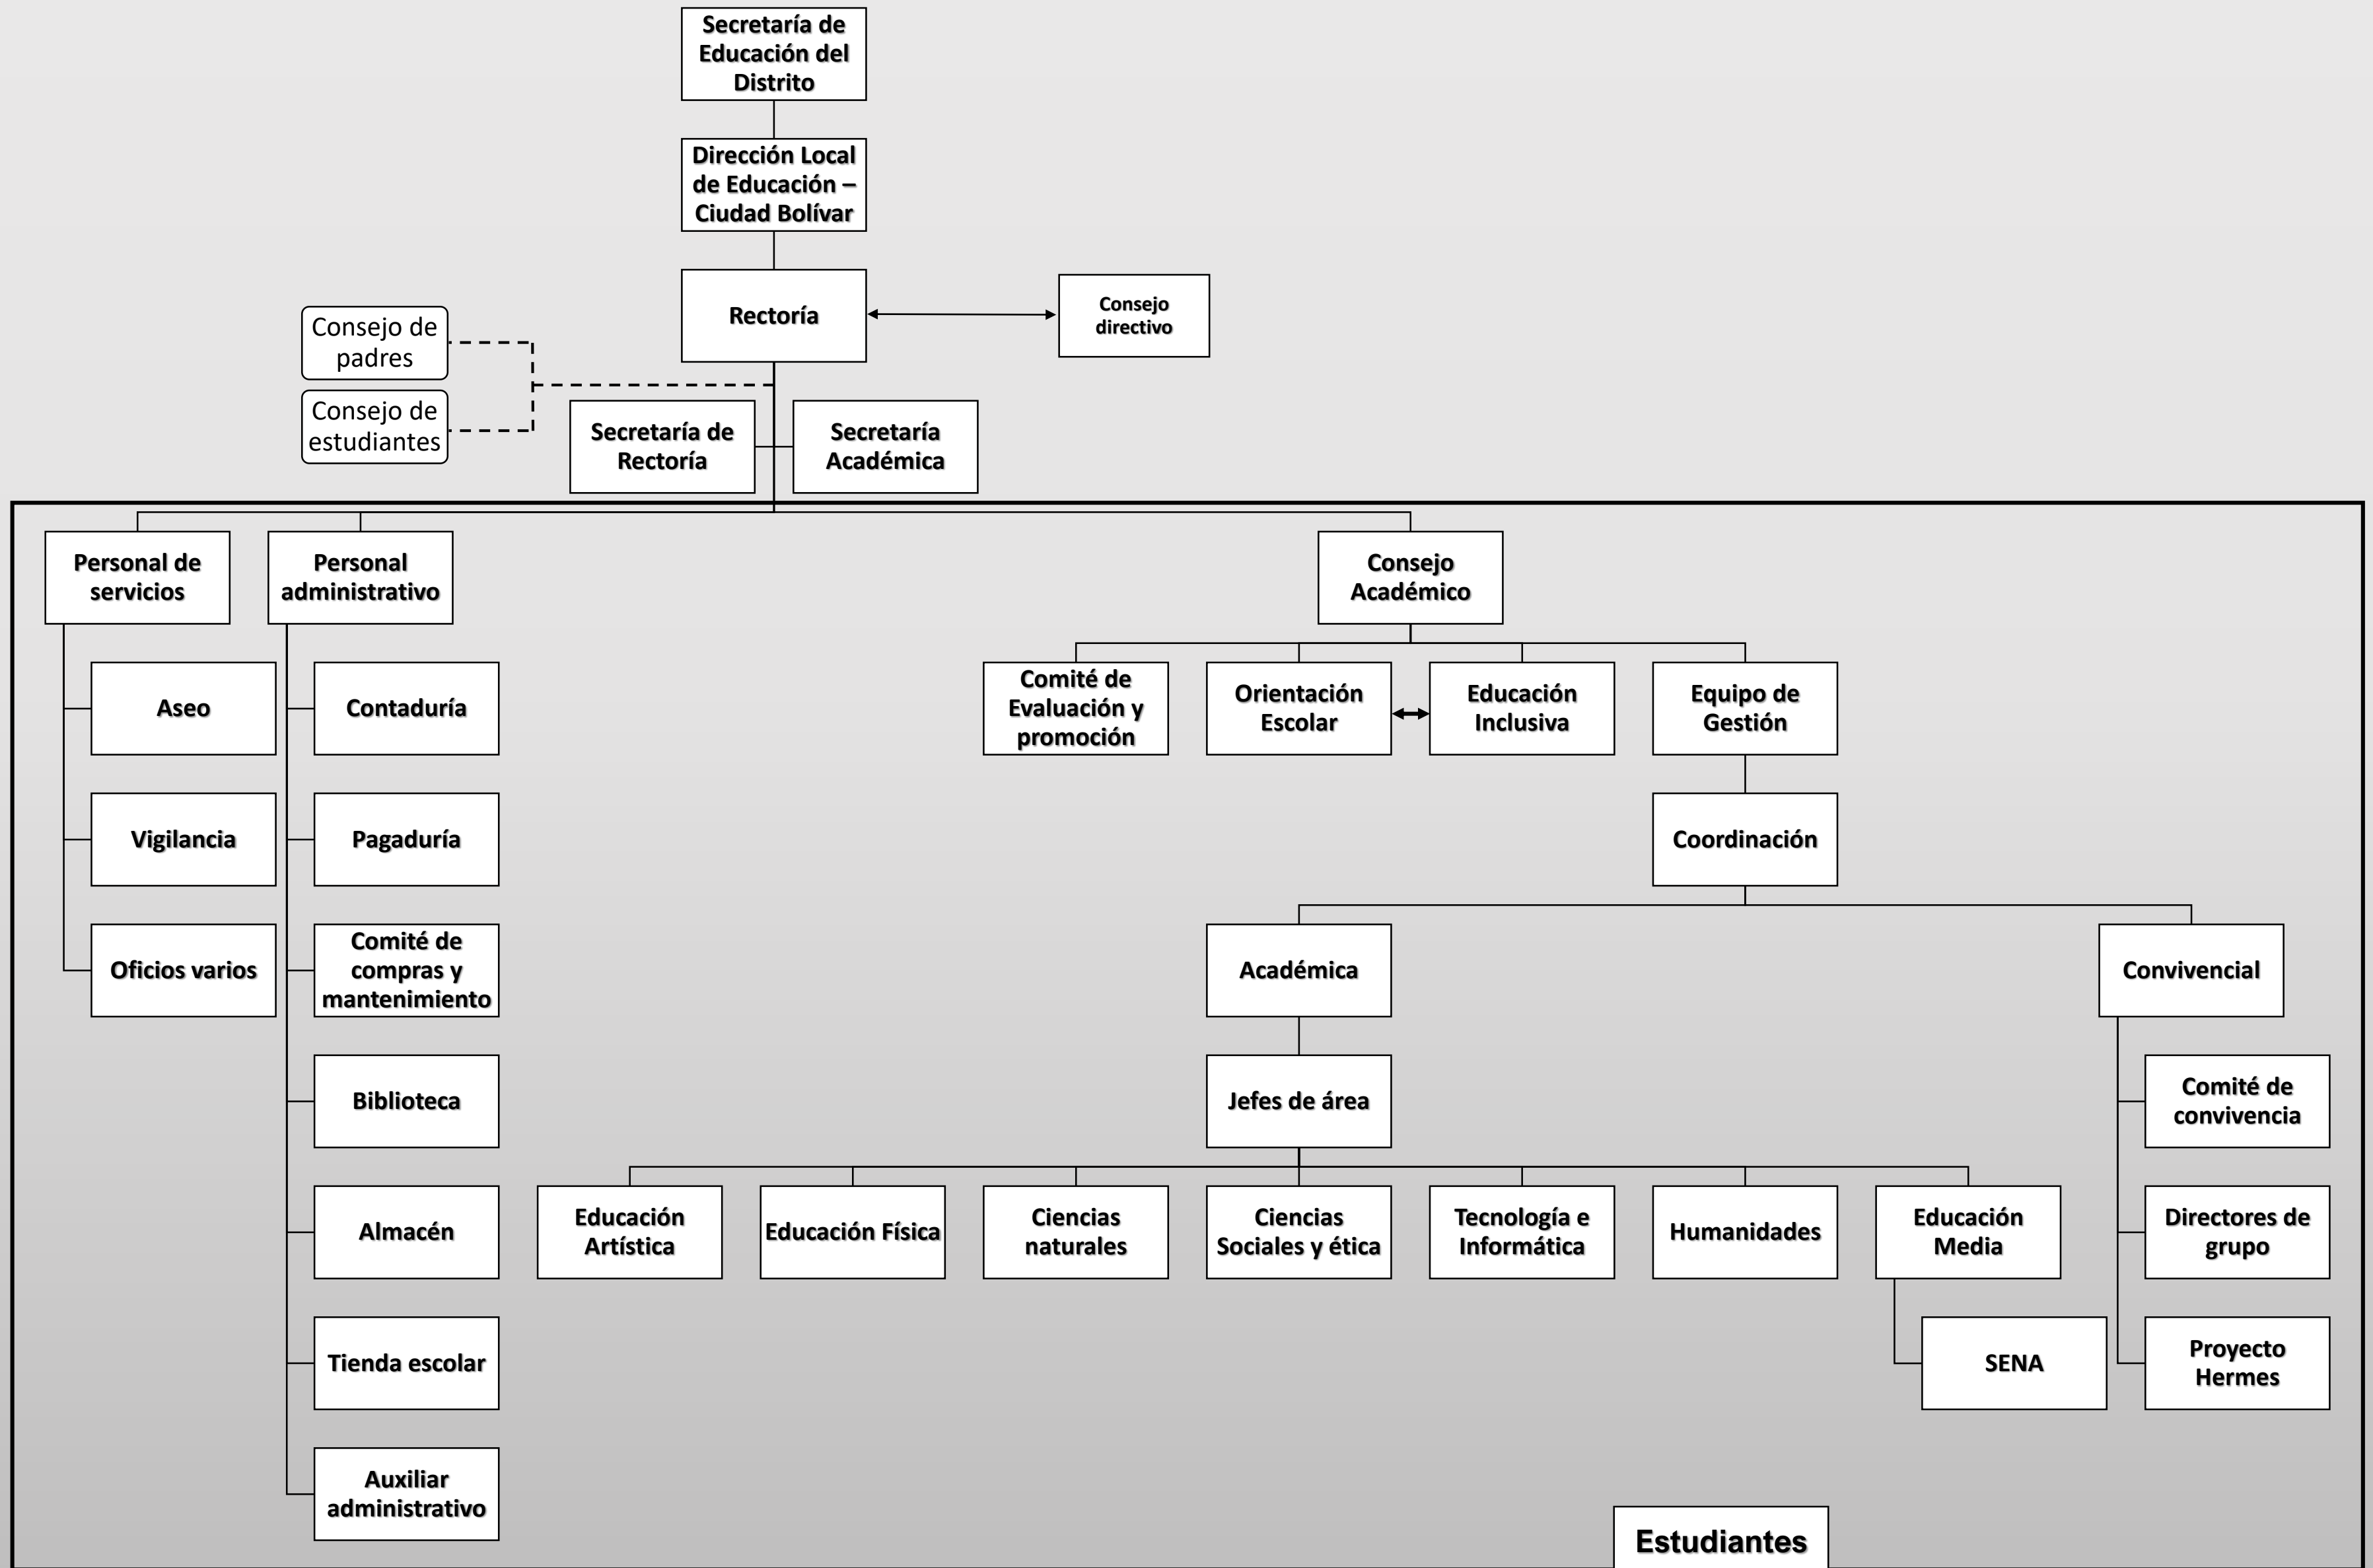 Secretaría de
Educación del
Distrito
Dirección Local
de Educación –
Ciudad Bolívar
Rectoría
Consejo
directivo
Consejo de
padres
Consejo de
estudiantes
Secretaría de
Rectoría
Secretaría
Académica
Personal de
servicios
Personal
administrativo
Consejo
Académico
Aseo
Contaduría
Comité de
Evaluación y
promoción
Orientación
Escolar
Educación
Inclusiva
Equipo de
Gestión
Vigilancia
Pagaduría
Coordinación
Oficios varios
Comité de
compras y
mantenimiento
Académica
Convivencial
Biblioteca
Jefes de área
Comité de
convivencia
Almacén
Educación
Artística
Educación Física
Ciencias
naturales
Ciencias
Sociales y ética
Tecnología e
Informática
Humanidades
Educación
Media
Directores de
grupo
Tienda escolar
SENA
Proyecto
Hermes
Auxiliar
administrativo
Estudiantes